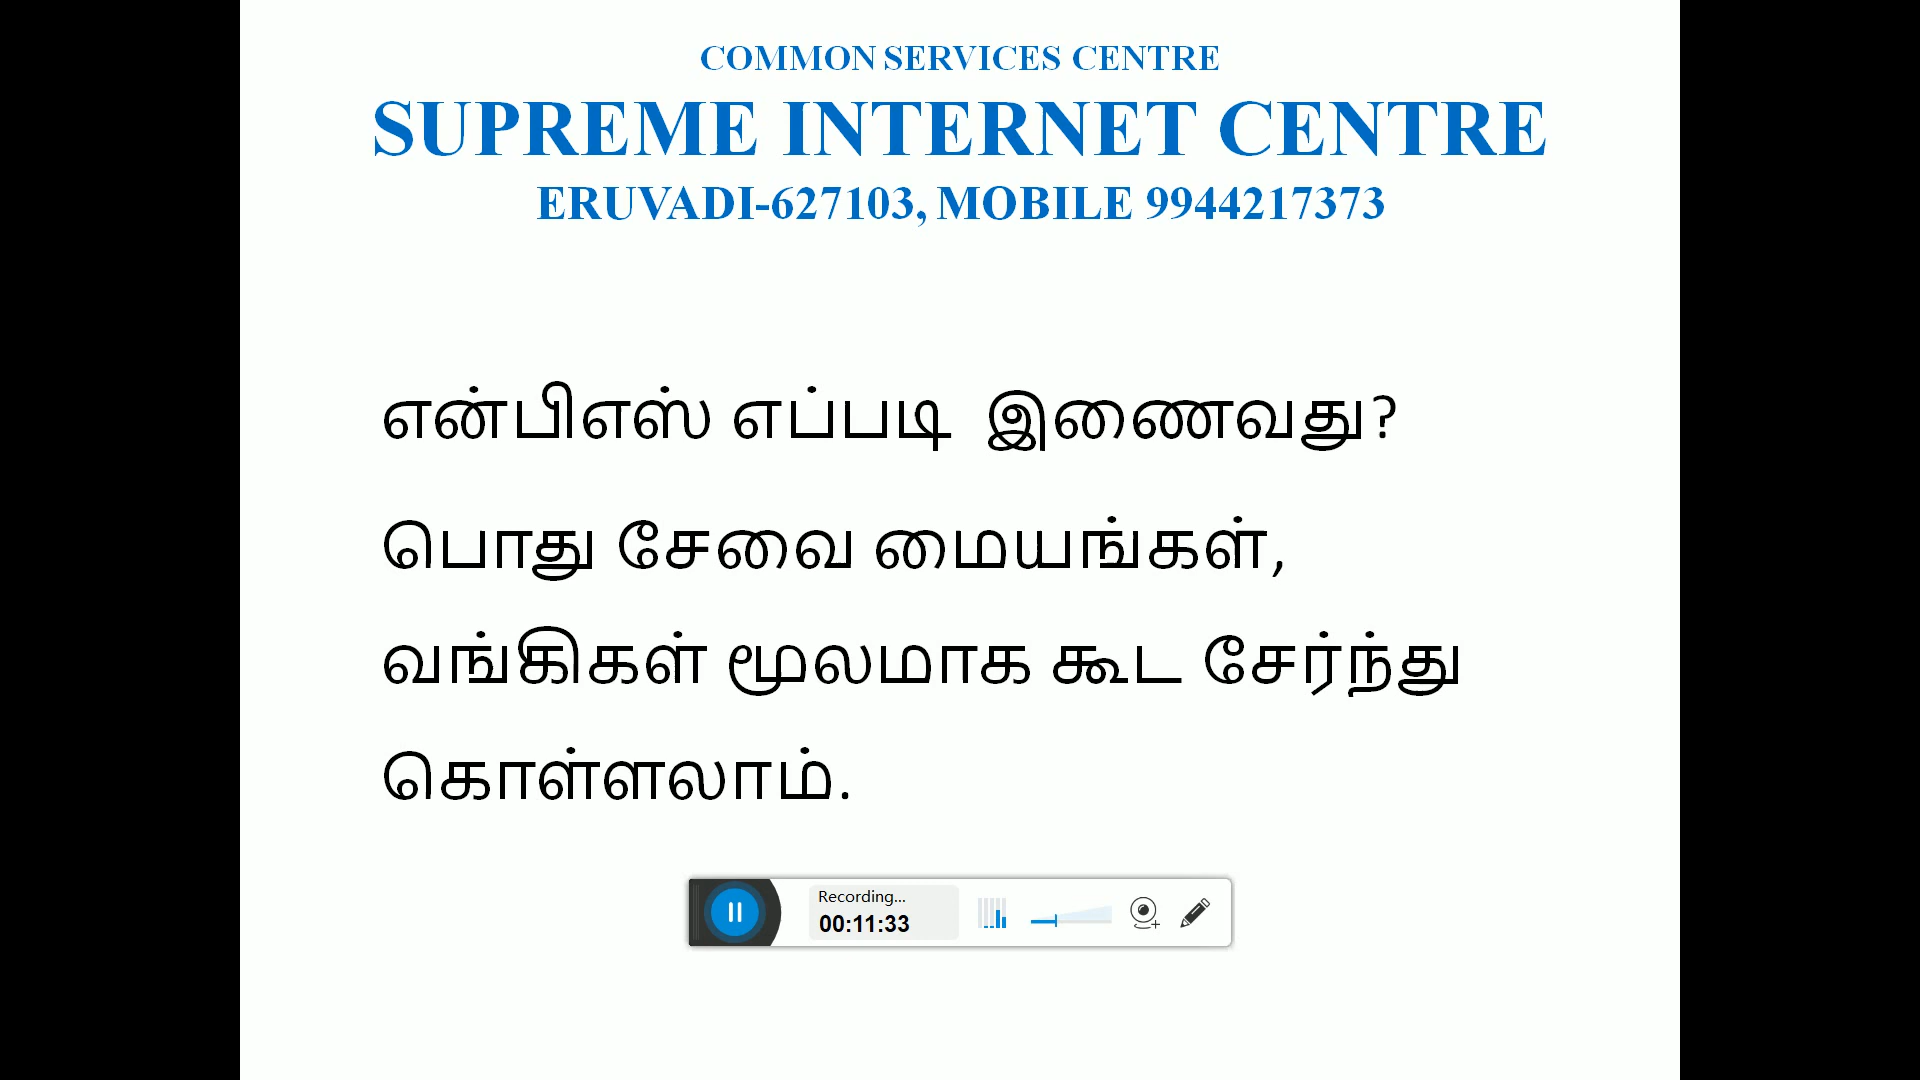 COMMON SERVICES CENTRE
SUPREME INTERNET CENTRE
ERUVADI-627103, MOBILE 9944217373
என்பிஎஸ் எப்படி இணைவது?
பொது சேவை மையங்கள்,
வங்கிகள் மூலமாக கூட சேர்ந்து
கொள்ளலாம்.
Recording...
00:11:33